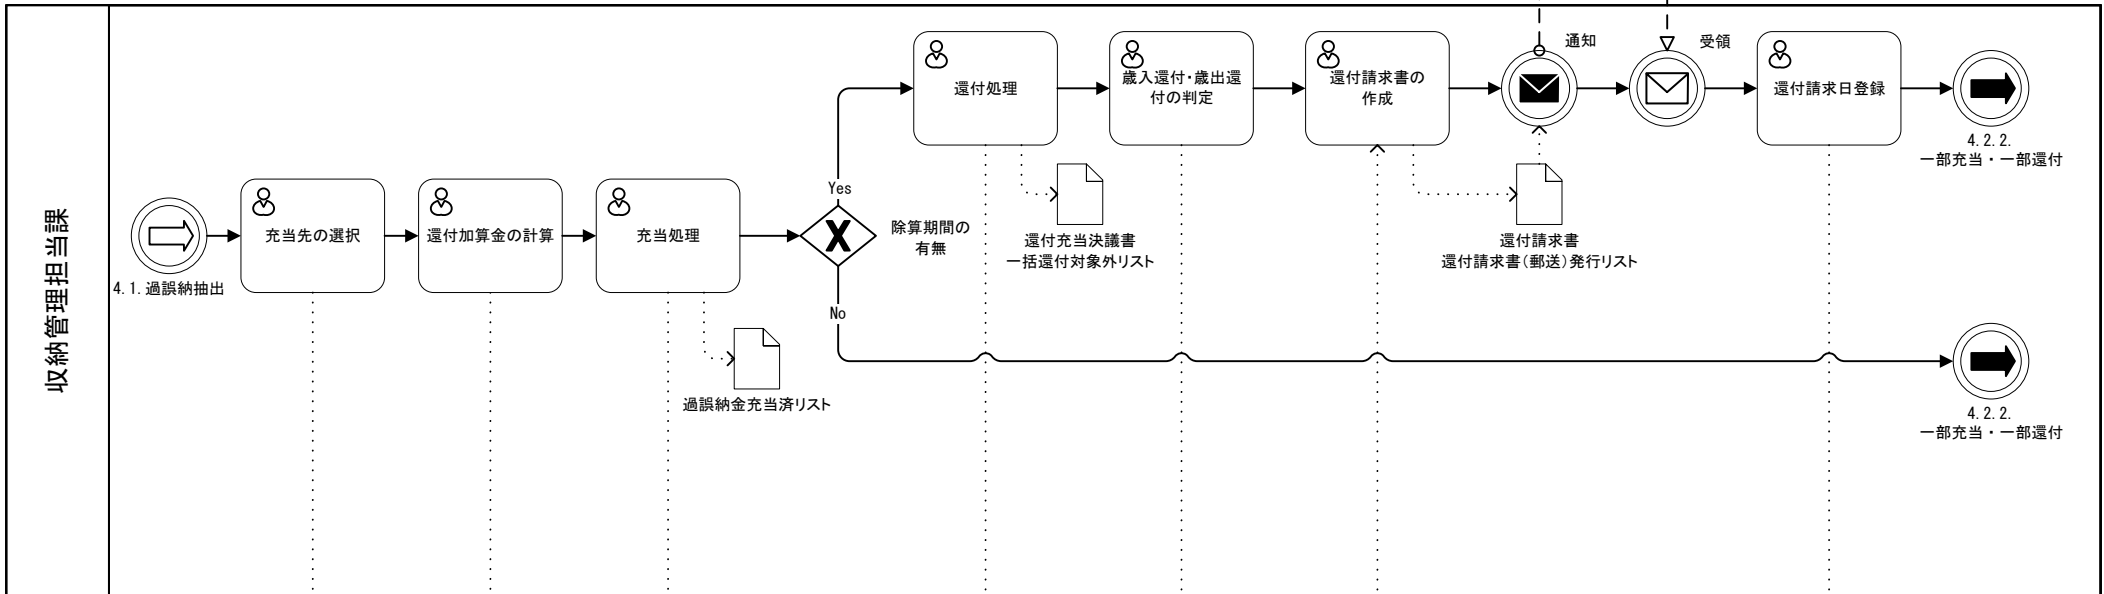 収納管理担当課
4.1.過誤納抽出
充当先の選択
還付加算金の計算
充当処理
過誤納金充当済リスト
Yes
No
除算期間の
有無
還付処理
還付充当決議書
一括還付対象外リスト
歳入還付・歳出還
付の判定
還付請求書の
作成
還付請求書
還付請求書(郵送)発行リスト
通知
受領
還付請求日登録
4.2.2.
一部充当・一部還付
4.2.2.
一部充当・一部還付